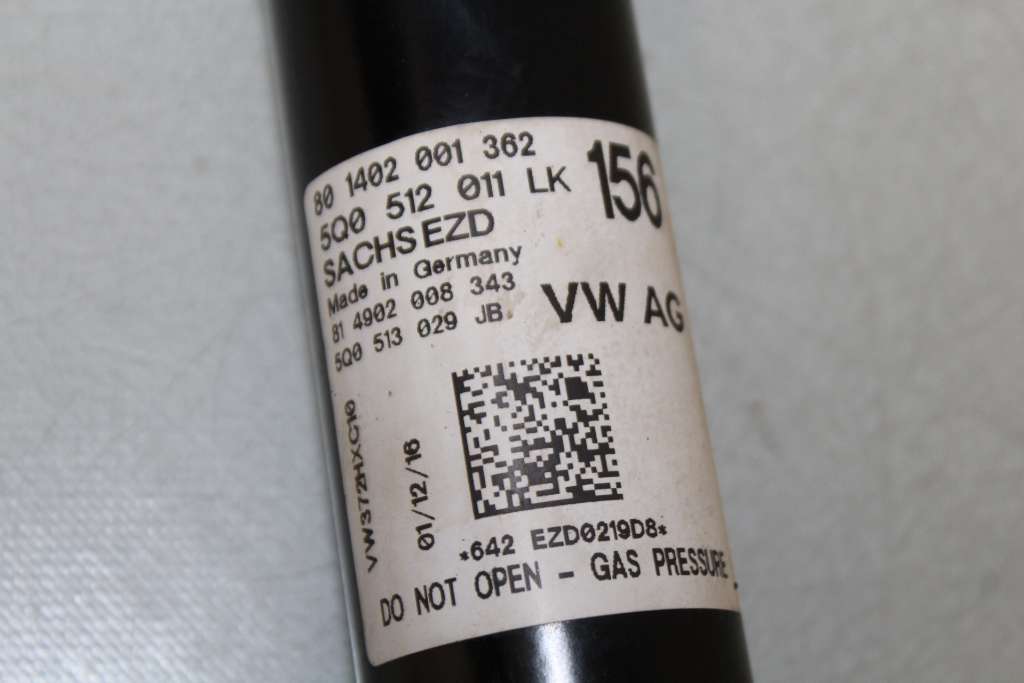 80 1402 001 362
5Q0 512 011 LK
156
SACHS EZD
Made in Germany
81 4902 008 343
5Q0 513 029 JB
VW AG
VW372HXC10
01/12/16
*642 EZD0219D8*
DO NOT OPEN - GAS PRESSURE